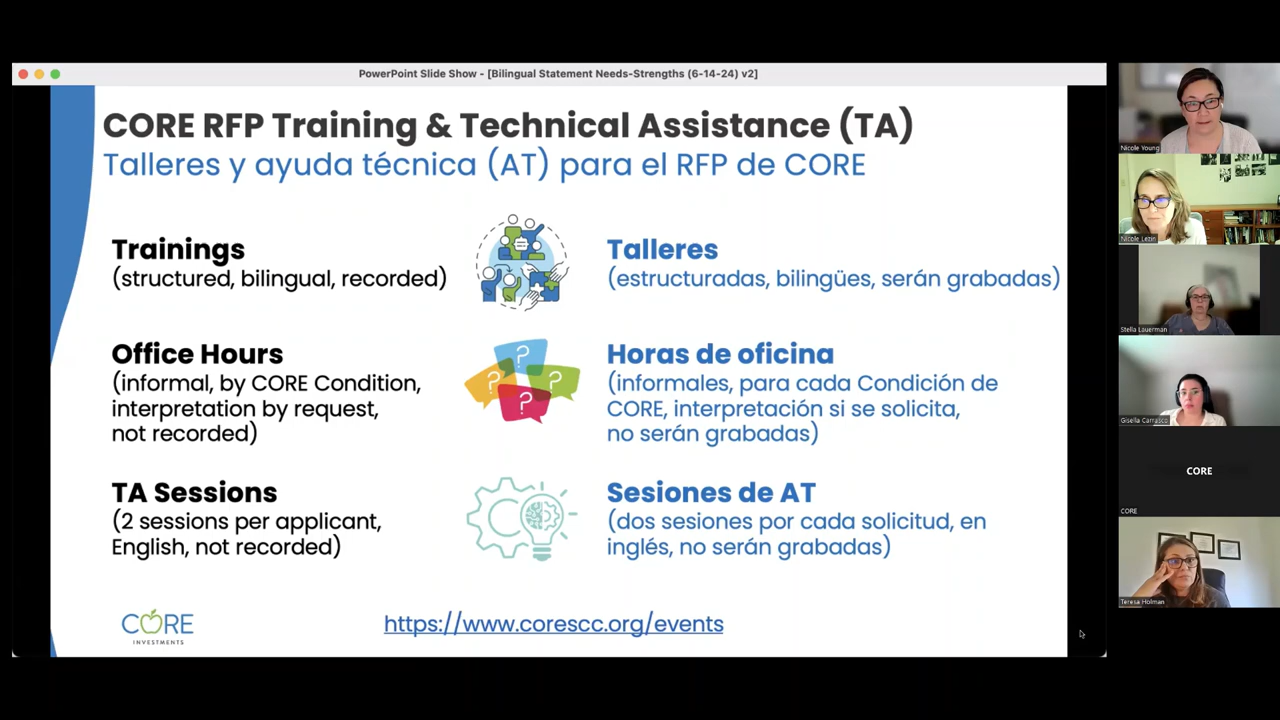 PowerPoint Slide Show - [Bilingual Statement Needs-Strengths (6-14-24) v2]
CORE RFP Training & Technical Assistance (TA)
Talleres y ayuda técnica (AT) para el RFP de CORE
Trainings
(structured, bilingual, recorded)
Talleres
(estructuradas, bilingües, serán grabadas)
Office Hours
(informal, by CORE Condition,
interpretation by request,
not recorded)
? ? ? ?
Horas de oficina
(informales, para cada Condición de
CORE, interpretación si se solicita,
no serán grabadas)
TA Sessions
(2 sessions per applicant,
English, not recorded)
Sesiones de AT
(dos sesiones por cada solicitud, en
inglés, no serán grabadas)
CORE
INVESTMENTS
https://www.corescc.org/events
Nicole Young
Nicole Lezin
Stella Lauerman
Gisella Carrasco
CORE
CORE
Teresa Holman